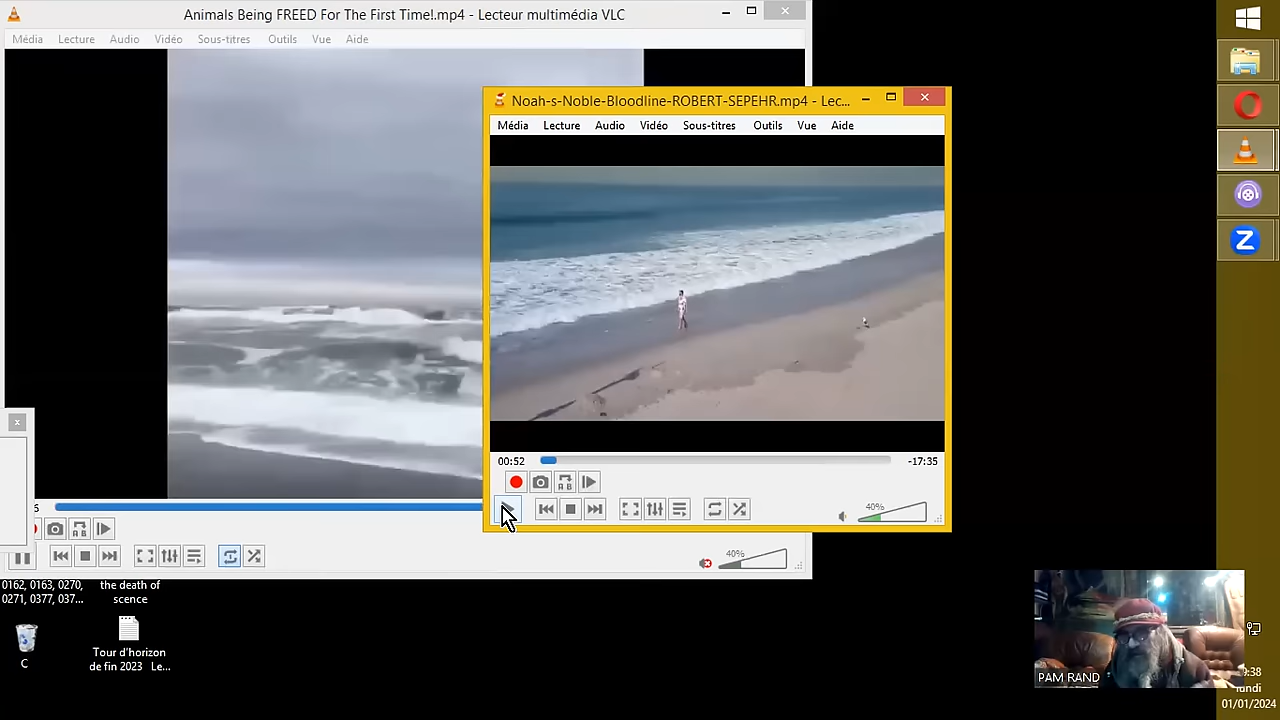 Animals Being FREED For The First Time!.mp4 - Lecteur multimédia VLC
Média Lecture Audio Vidéo Sous-titres Outils Vue Aide
Noah-s-Noble-Bloodline-ROBERT-SEPEHR.mp4 - Lec...
Média Lecture Audio Vidéo Sous-titres Outils Vue Aide
00:52 -17:35
A B
40%
A B
40%
0162, 0163, 0270,
0271, 0377, 037...
the death of
scence
C
Tour d'horizon
de fin 2023 Le...
Z
PAM RAND
:38
lundi
01/01/2024